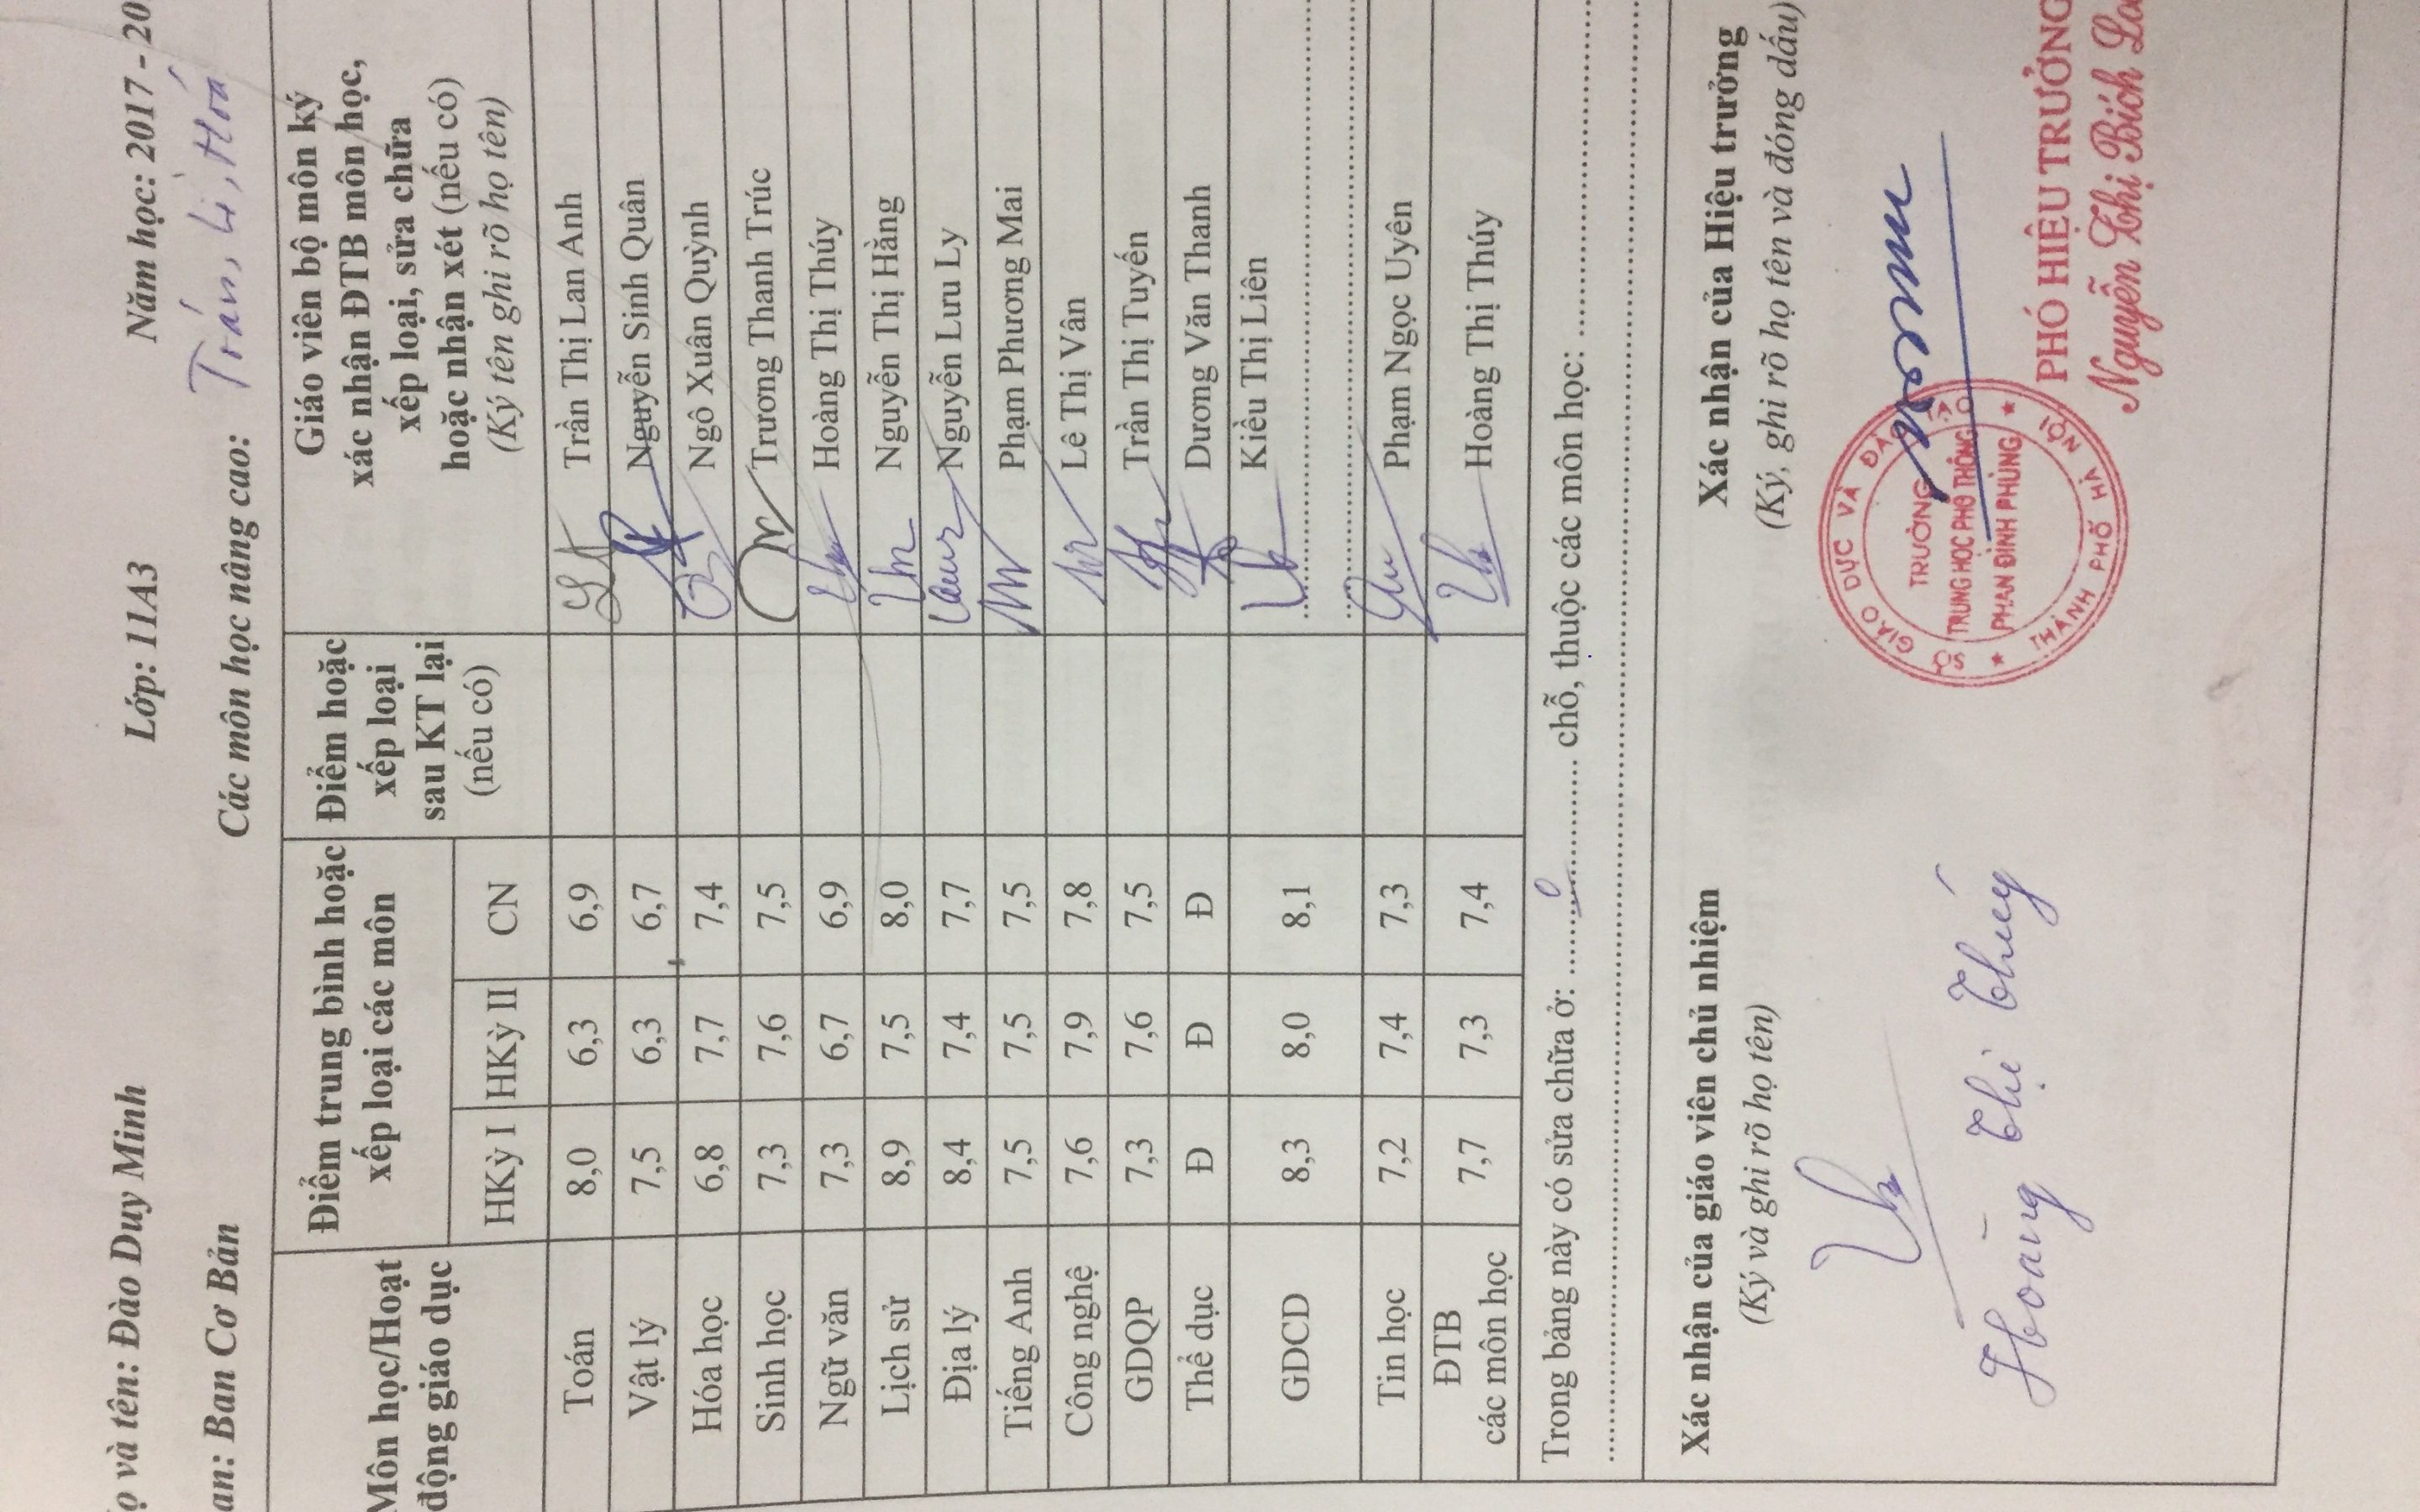 ọ và tên: Đào Duy Minh Lớp: 11A3 Năm học: 2017 - 20
an: Ban Cơ Bản Các môn học nâng cao: Toán, Lí, Hoá
Môn học/Hoạt động giáo dục
Điểm trung bình hoặc xếp loại các môn
Điểm hoặc xếp loại sau KT lại (nếu có)
Giáo viên bộ môn ký xác nhận ĐTB môn học, xếp loại, sửa chữa hoặc nhận xét (nếu có)
(Ký tên ghi rõ họ tên)
HKỳ I HKỳ II CN
Toán 8,0 6,3 6,9 Trần Thị Lan Anh
Vật lý 7,5 6,3 6,7 Nguyễn Sinh Quân
Hóa học 6,8 7,7 7,4 Ngô Xuân Quỳnh
Sinh học 7,3 7,6 7,5 Trương Thanh Trúc
Ngữ văn 7,3 6,7 6,9 Hoàng Thị Thúy
Lịch sử 8,9 7,5 8,0 Nguyễn Thị Hằng
Địa lý 8,4 7,4 7,7 Nguyễn Lưu Ly
Tiếng Anh 7,5 7,5 7,5 Phạm Phương Mai
Công nghệ 7,6 7,9 7,8 Lê Thị Vân
GDQP 7,3 7,6 7,5 Trần Thị Tuyến
Thể dục Đ Đ Đ Dương Văn Thanh
GDCD 8,3 8,0 8,1 Kiều Thị Liên
Tin học 7,2 7,4 7,3 Phạm Ngọc Uyên
ĐTB các môn học 7,7 7,3 7,4 Hoàng Thị Thúy
Trong bảng này có sửa chữa ở: ......0.......... chỗ, thuộc các môn học: ..........
Xác nhận của giáo viên chủ nhiệm
(Ký và ghi rõ họ tên)
Hoàng Thị Thúy
Xác nhận của Hiệu trưởng
(Ký, ghi rõ họ tên và đóng dấu)
SỞ GIÁO DỤC VÀ ĐÀO TẠO
TRƯỜNG
TRUNG HỌC PHỔ THÔNG
PHAN ĐÌNH PHÙNG
THÀNH PHỐ HÀ NỘI
PHÓ HIỆU TRƯỞNG
Nguyễn Thị Bích